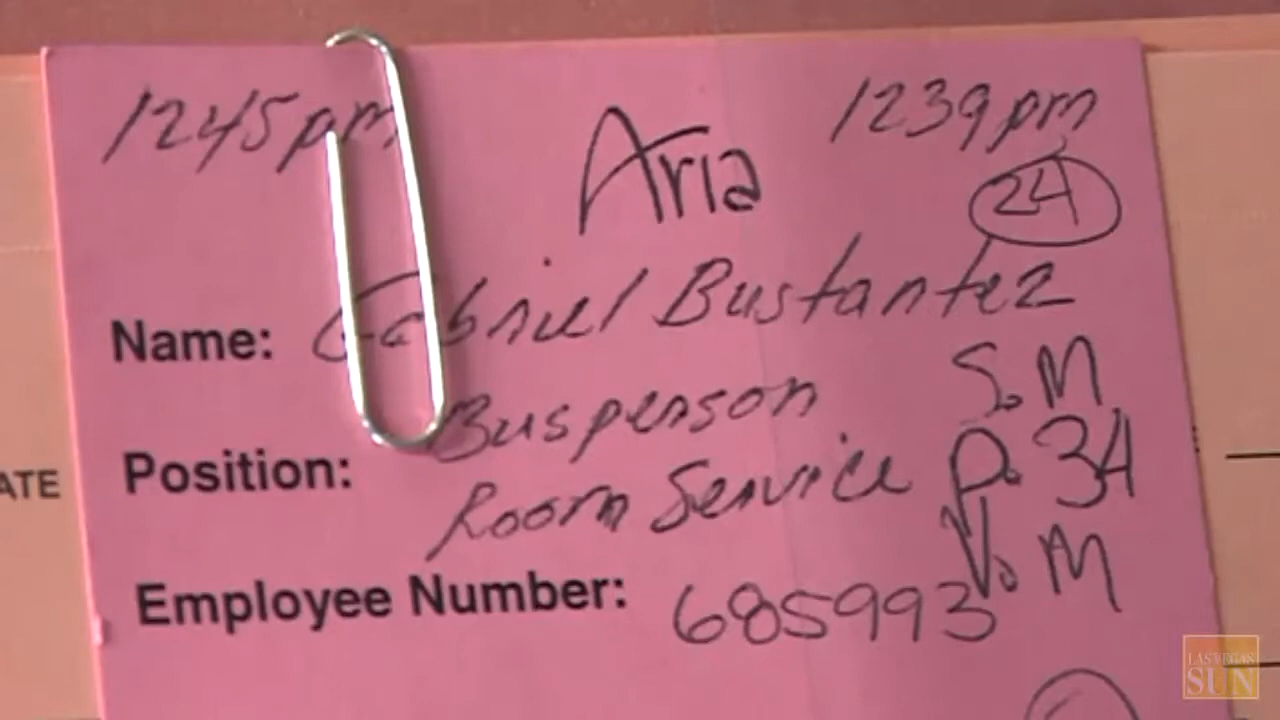 1245pm Aria 1239pm
24
Name: Gabriel Bustantez
Position: Busperson S. M
Room Service P. 34
V. M
Employee Number: 685993
ATE
LAS VEGAS
SUN